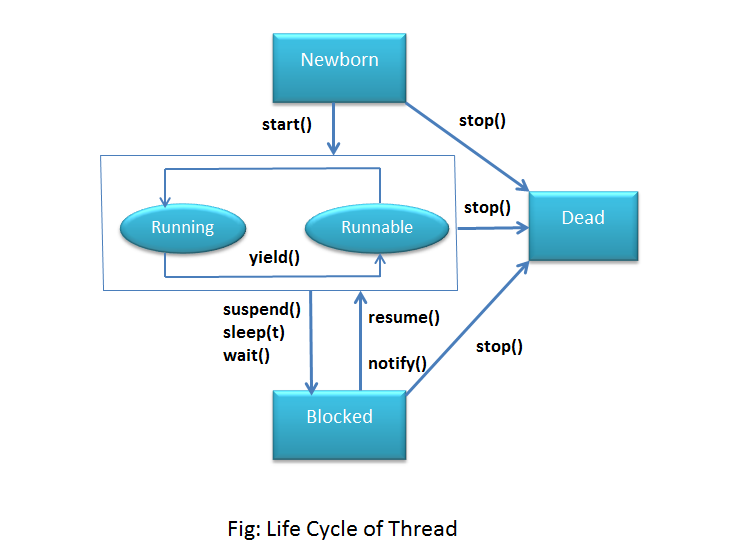 Newborn
start()
stop()
Running
Runnable
yield()
stop()
Dead
suspend()
sleep(t)
wait()
resume()
notify()
stop()
Blocked
Fig: Life Cycle of Thread